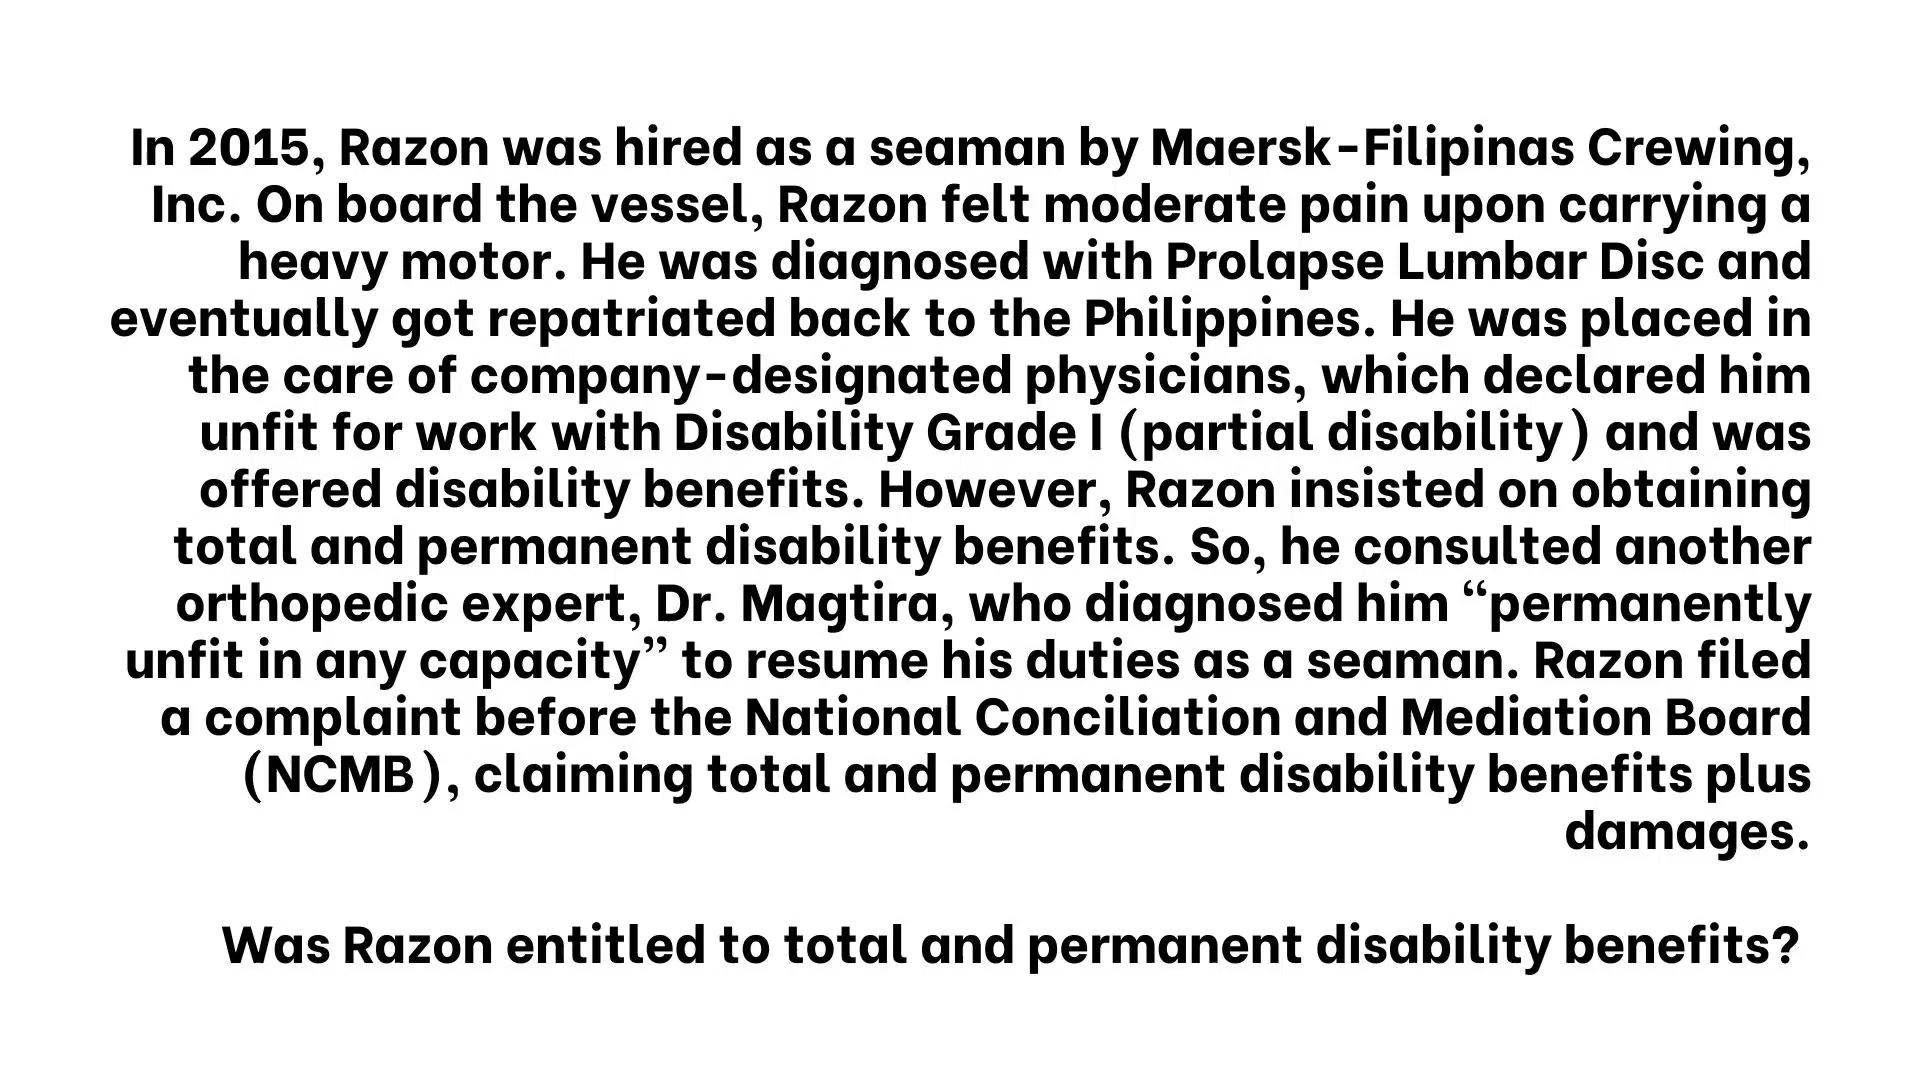 In 2015, Razon was hired as a seaman by Maersk-Filipinas Crewing,
Inc. On board the vessel, Razon felt moderate pain upon carrying a
heavy motor. He was diagnosed with Prolapse Lumbar Disc and
eventually got repatriated back to the Philippines. He was placed in
the care of company-designated physicians, which declared him
unfit for work with Disability Grade I (partial disability) and was
offered disability benefits. However, Razon insisted on obtaining
total and permanent disability benefits. So, he consulted another
orthopedic expert, Dr. Magtira, who diagnosed him “permanently
unfit in any capacity” to resume his duties as a seaman. Razon filed
a complaint before the National Conciliation and Mediation Board
(NCMB), claiming total and permanent disability benefits plus
damages.
Was Razon entitled to total and permanent disability benefits?